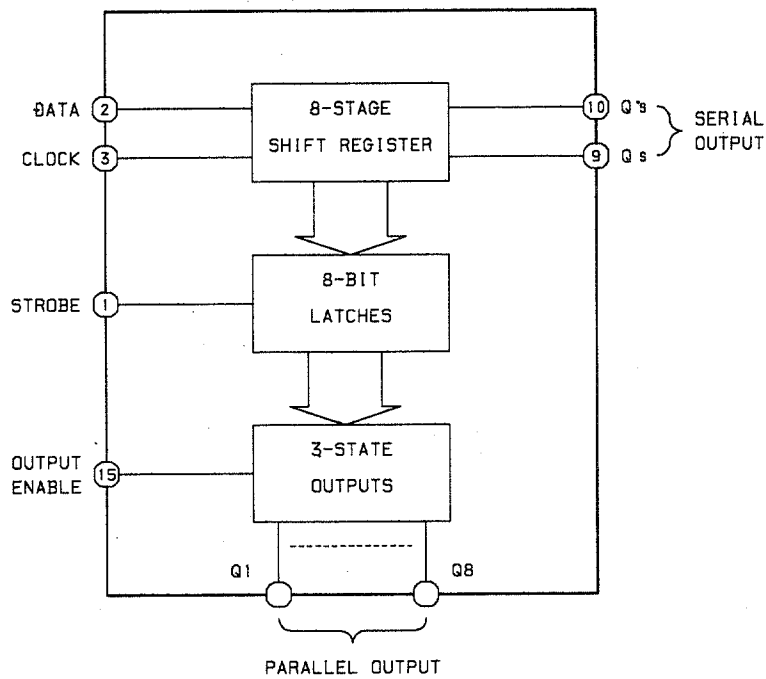 8-STAGE
SHIFT REGISTER
DATA 2
CLOCK 3
10 Q's
9 Qs
SERIAL
OUTPUT
8-BIT
LATCHES
STROBE 1
3-STATE
OUTPUTS
OUTPUT
ENABLE
15
Q1
Q8
PARALLEL OUTPUT